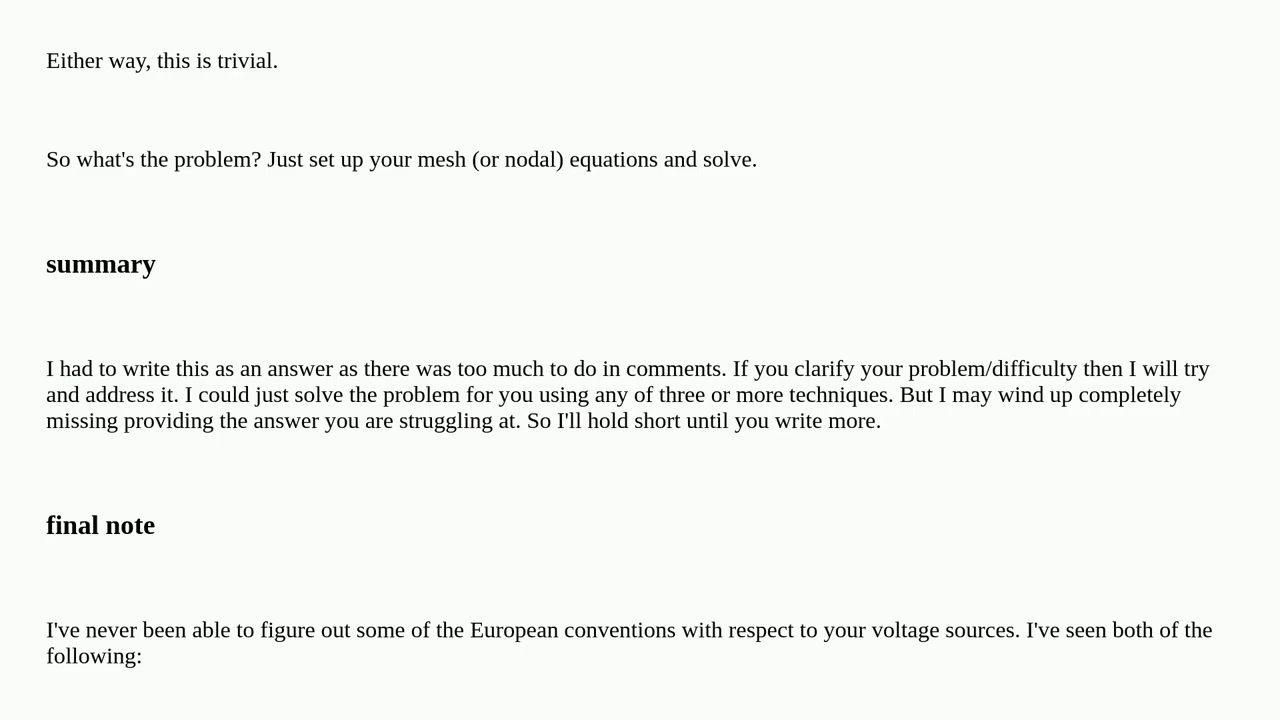 Either way, this is trivial.
So what's the problem? Just set up your mesh (or nodal) equations and solve.
summary
I had to write this as an answer as there was too much to do in comments. If you clarify your problem/difficulty then I will try
and address it. I could just solve the problem for you using any of three or more techniques. But I may wind up completely
missing providing the answer you are struggling at. So I'll hold short until you write more.
final note
I've never been able to figure out some of the European conventions with respect to your voltage sources. I've seen both of the
following: